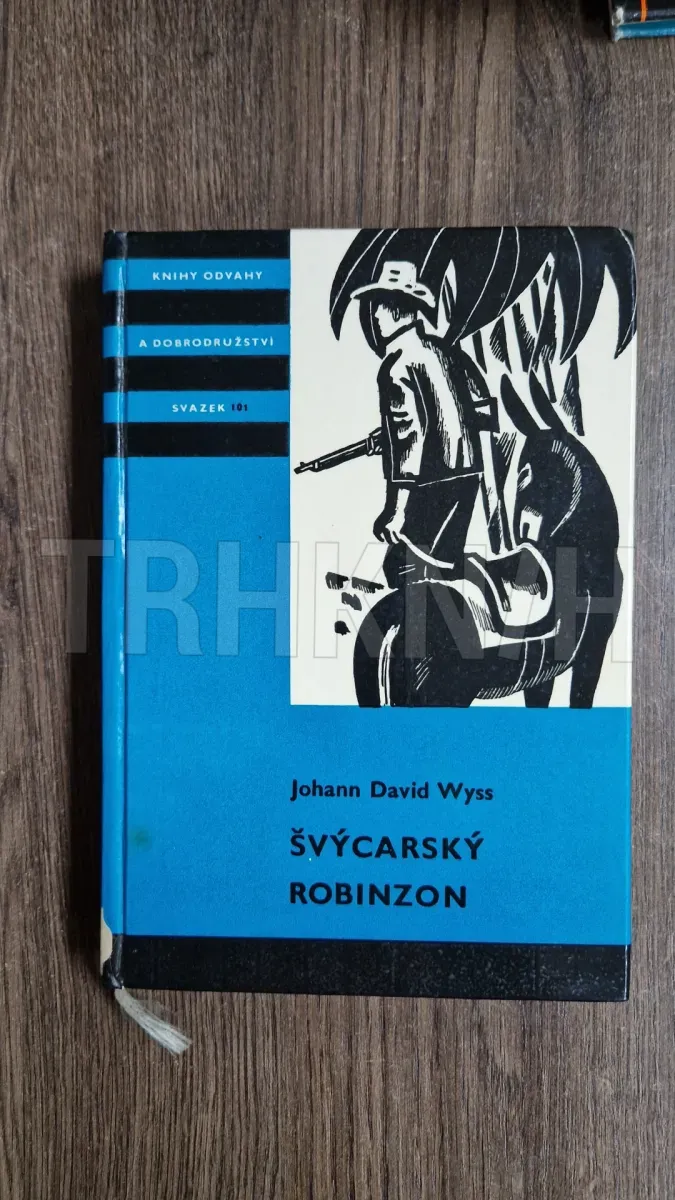 KNIHY ODVAHY
A DOBRODRUŽSTVÍ
SVAZEK 101
TRHKNIH
Johann David Wyss
ŠVÝCARSKÝ
ROBINZON